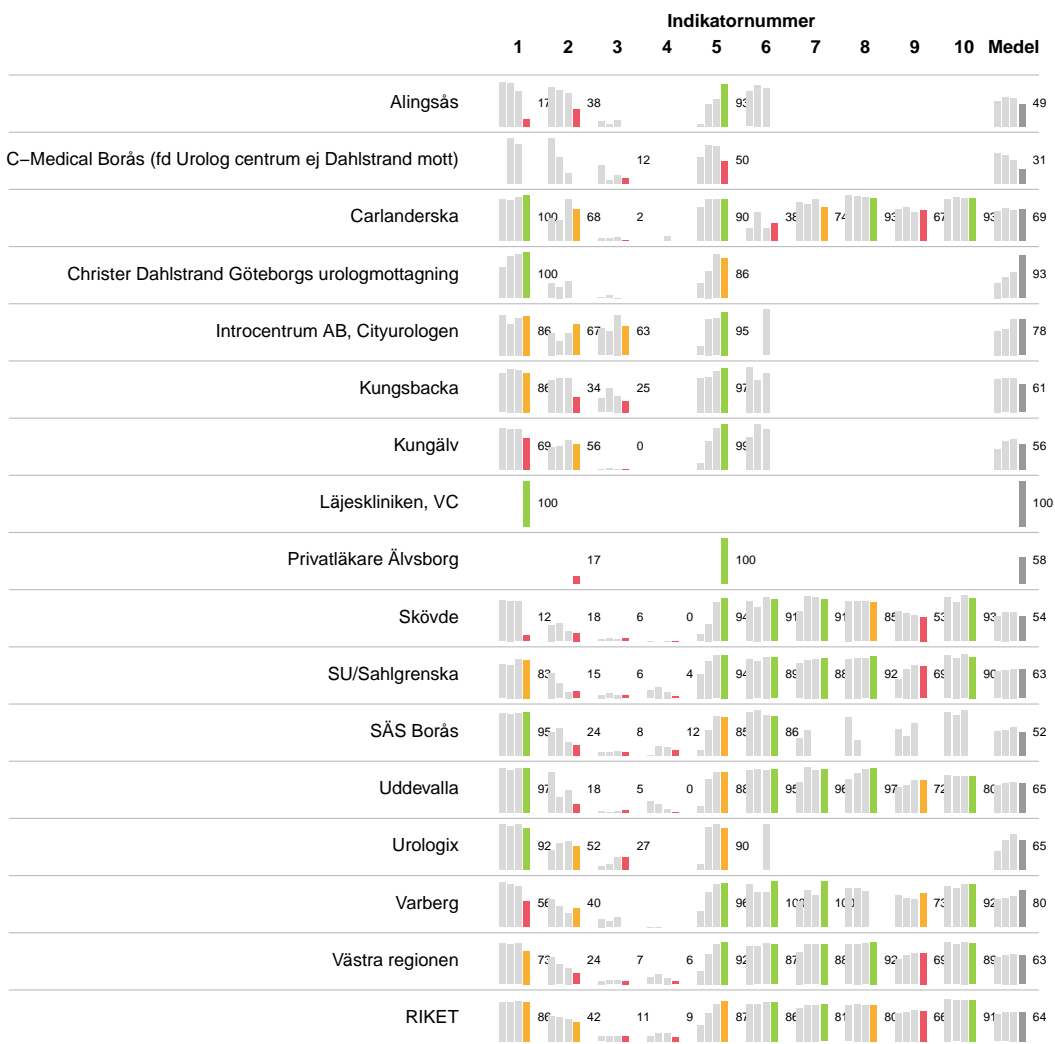 Indikatornummer
1 2 3 4 5 6 7 8 9 10 Medel
Alingsås 17 38 93 49
C−Medical Borås (fd Urolog centrum ej Dahlstrand mott) 12 50 31
Carlanderska 100 68 2 90 38 74 93 67 93 69
Christer Dahlstrand Göteborgs urologmottagning 100 86 93
Introcentrum AB, Cityurologen 86 67 63 95 78
Kungsbacka 86 34 25 97 61
Kungälv 69 56 0 99 56
Läjeskliniken, VC 100 100
Privatläkare Älvsborg 17 100 58
Skövde 12 18 6 0 94 91 91 85 53 93 54
SU/Sahlgrenska 83 15 6 4 94 89 88 92 69 90 63
SÄS Borås 95 24 8 12 85 86 52
Uddevalla 97 18 5 0 88 95 96 97 72 80 65
Urologix 92 52 27 90 65
Varberg 56 40 96 100 100 73 92 80
Västra regionen 73 24 7 6 92 87 88 92 69 89 63
RIKET 86 42 11 9 87 86 81 80 66 91 64